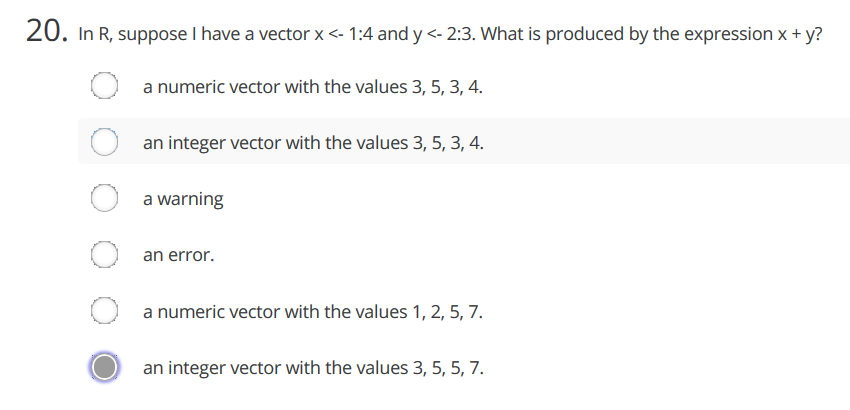 20. In R, suppose I have a vector x <- 1:4 and y <- 2:3. What is produced by the expression x + y?
a numeric vector with the values 3, 5, 3, 4.
an integer vector with the values 3, 5, 3, 4.
a warning
an error.
a numeric vector with the values 1, 2, 5, 7.
an integer vector with the values 3, 5, 5, 7.